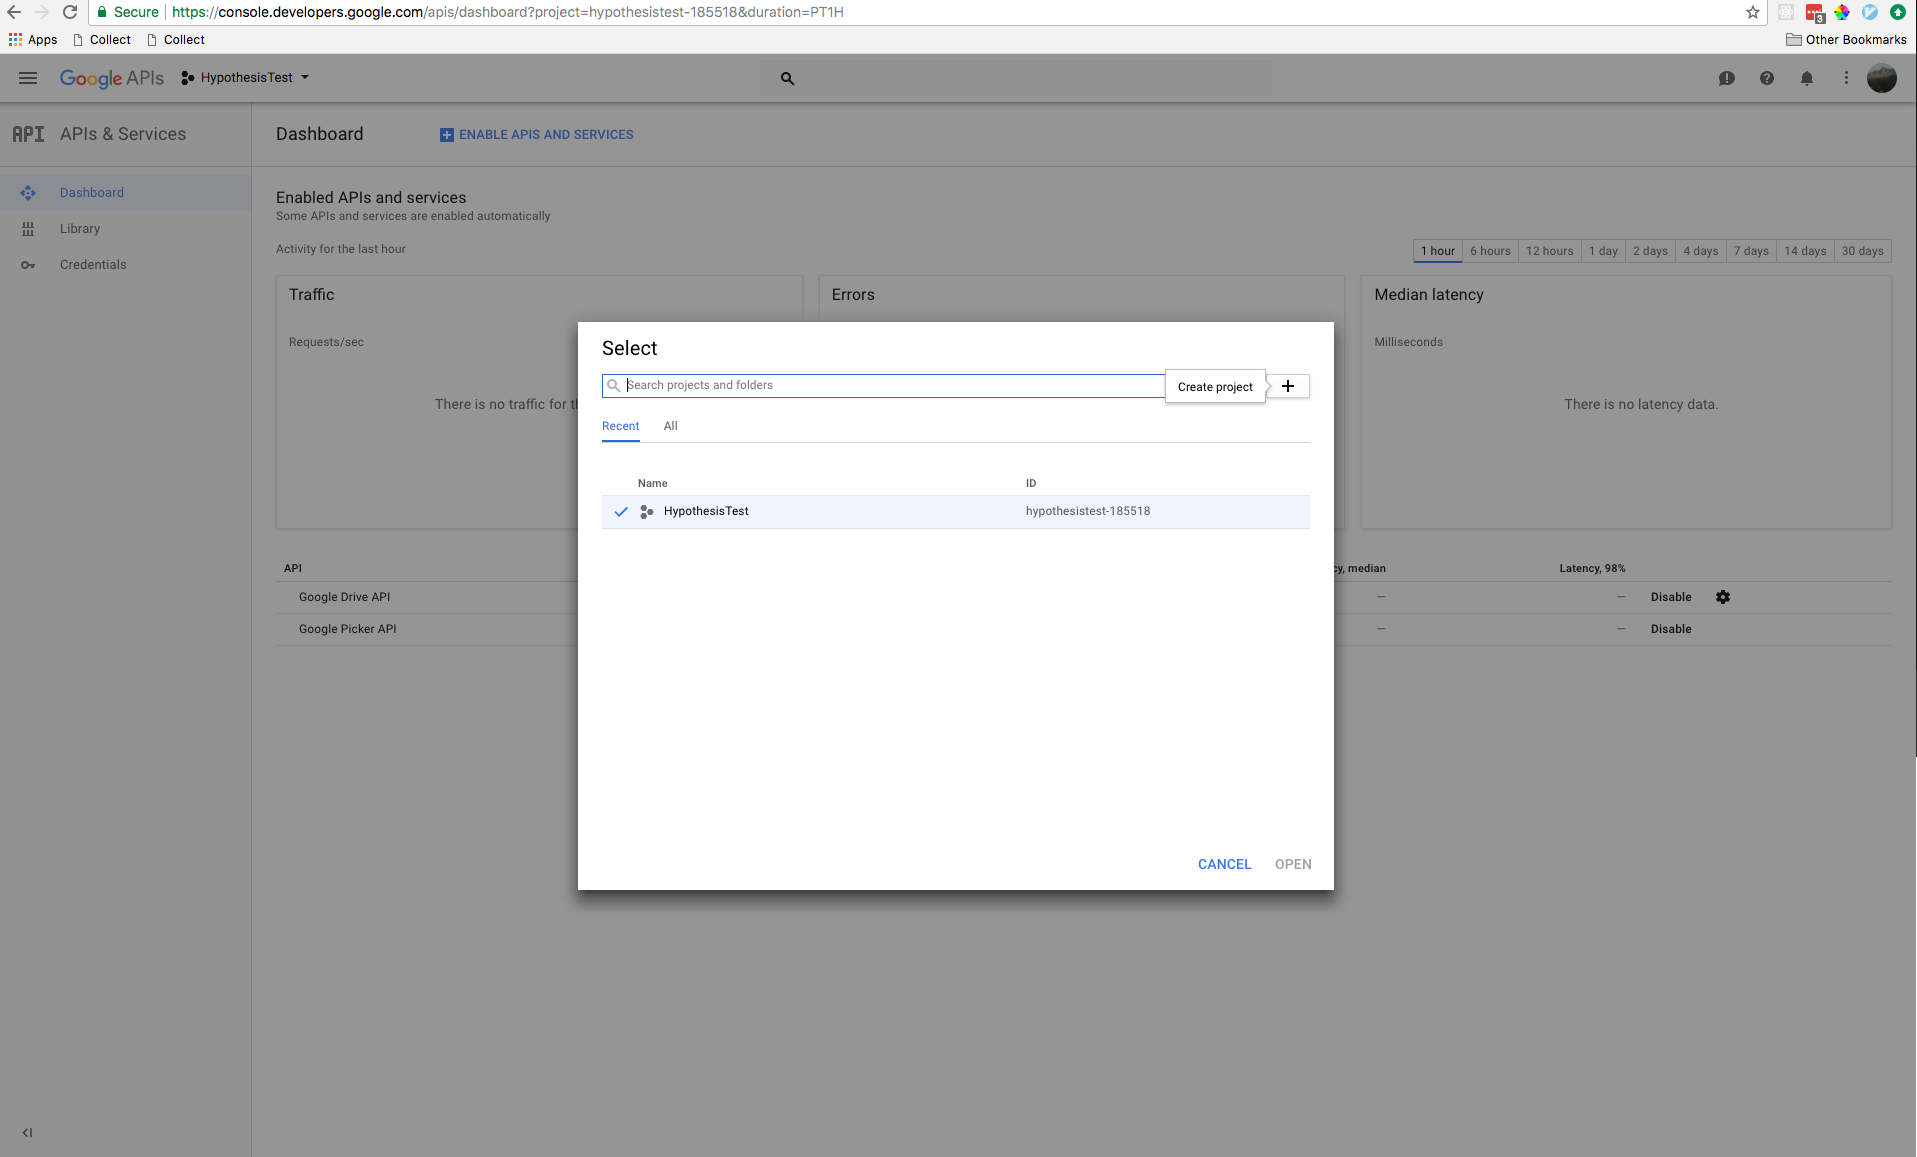 Secure https://console.developers.google.com/apis/dashboard?project=hypothesistest-185518&duration=PT1H
3
Apps Collect Collect Other Bookmarks
Google APIs HypothesisTest
API APIs & Services Dashboard ENABLE APIS AND SERVICES
Dashboard
Library
Credentials
Enabled APIs and services
Some APIs and services are enabled automatically
Activity for the last hour
1 hour 6 hours 12 hours 1 day 2 days 4 days 7 days 14 days 30 days
Traffic Errors Median latency
Requests/sec Milliseconds
There is no traffic for There is no latency data.
Select
Search projects and folders Create project
Recent All
Name ID
HypothesisTest hypothesistest-185518
API cy, median Latency, 98%
Google Drive API — — Disable
Google Picker API — — Disable
CANCEL OPEN